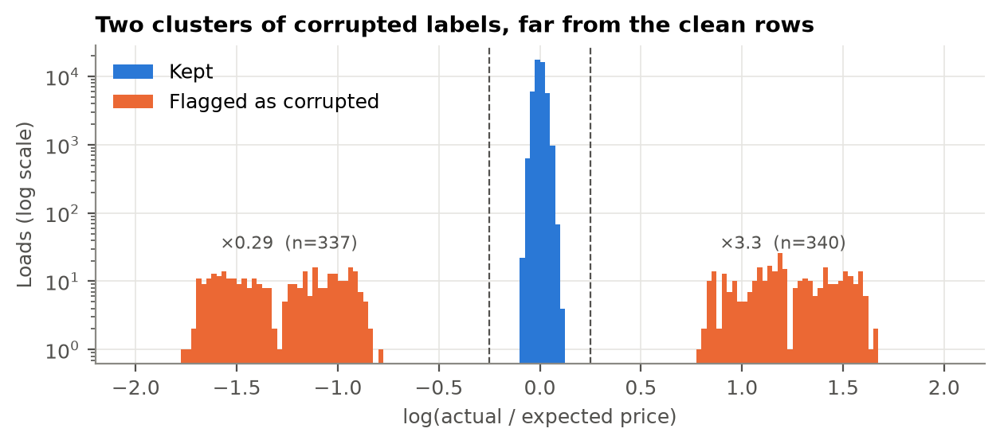 Two clusters of corrupted labels, far from the clean rows
Kept
Flagged as corrupted
Loads (log scale)
10⁴
10³
10²
10¹
10⁰
×0.29 (n=337)
×3.3 (n=340)
−2.0 −1.5 −1.0 −0.5 0.0 0.5 1.0 1.5 2.0
log(actual / expected price)